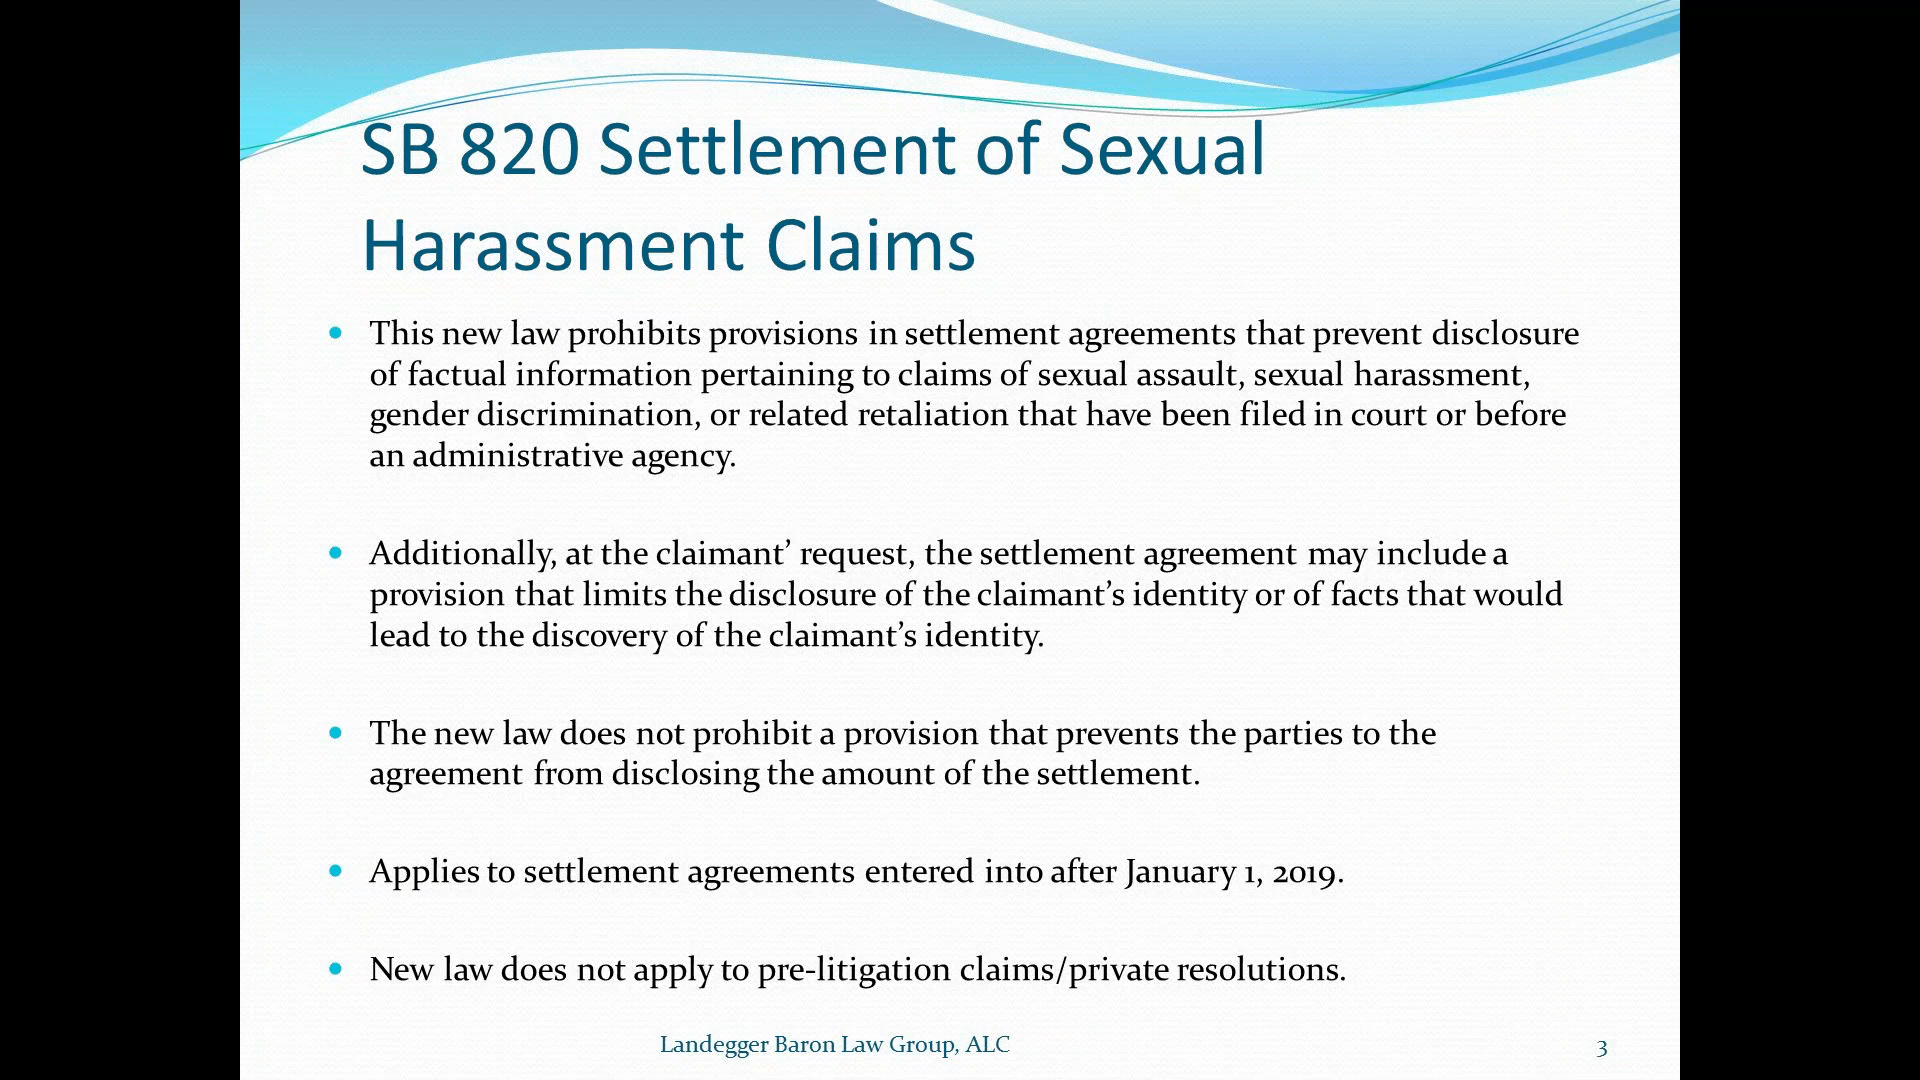 SB 820 Settlement of Sexual
Harassment Claims
• This new law prohibits provisions in settlement agreements that prevent disclosure
of factual information pertaining to claims of sexual assault, sexual harassment,
gender discrimination, or related retaliation that have been filed in court or before
an administrative agency.
• Additionally, at the claimant’ request, the settlement agreement may include a
provision that limits the disclosure of the claimant’s identity or of facts that would
lead to the discovery of the claimant’s identity.
• The new law does not prohibit a provision that prevents the parties to the
agreement from disclosing the amount of the settlement.
• Applies to settlement agreements entered into after January 1, 2019.
• New law does not apply to pre-litigation claims/private resolutions.
Landegger Baron Law Group, ALC
3